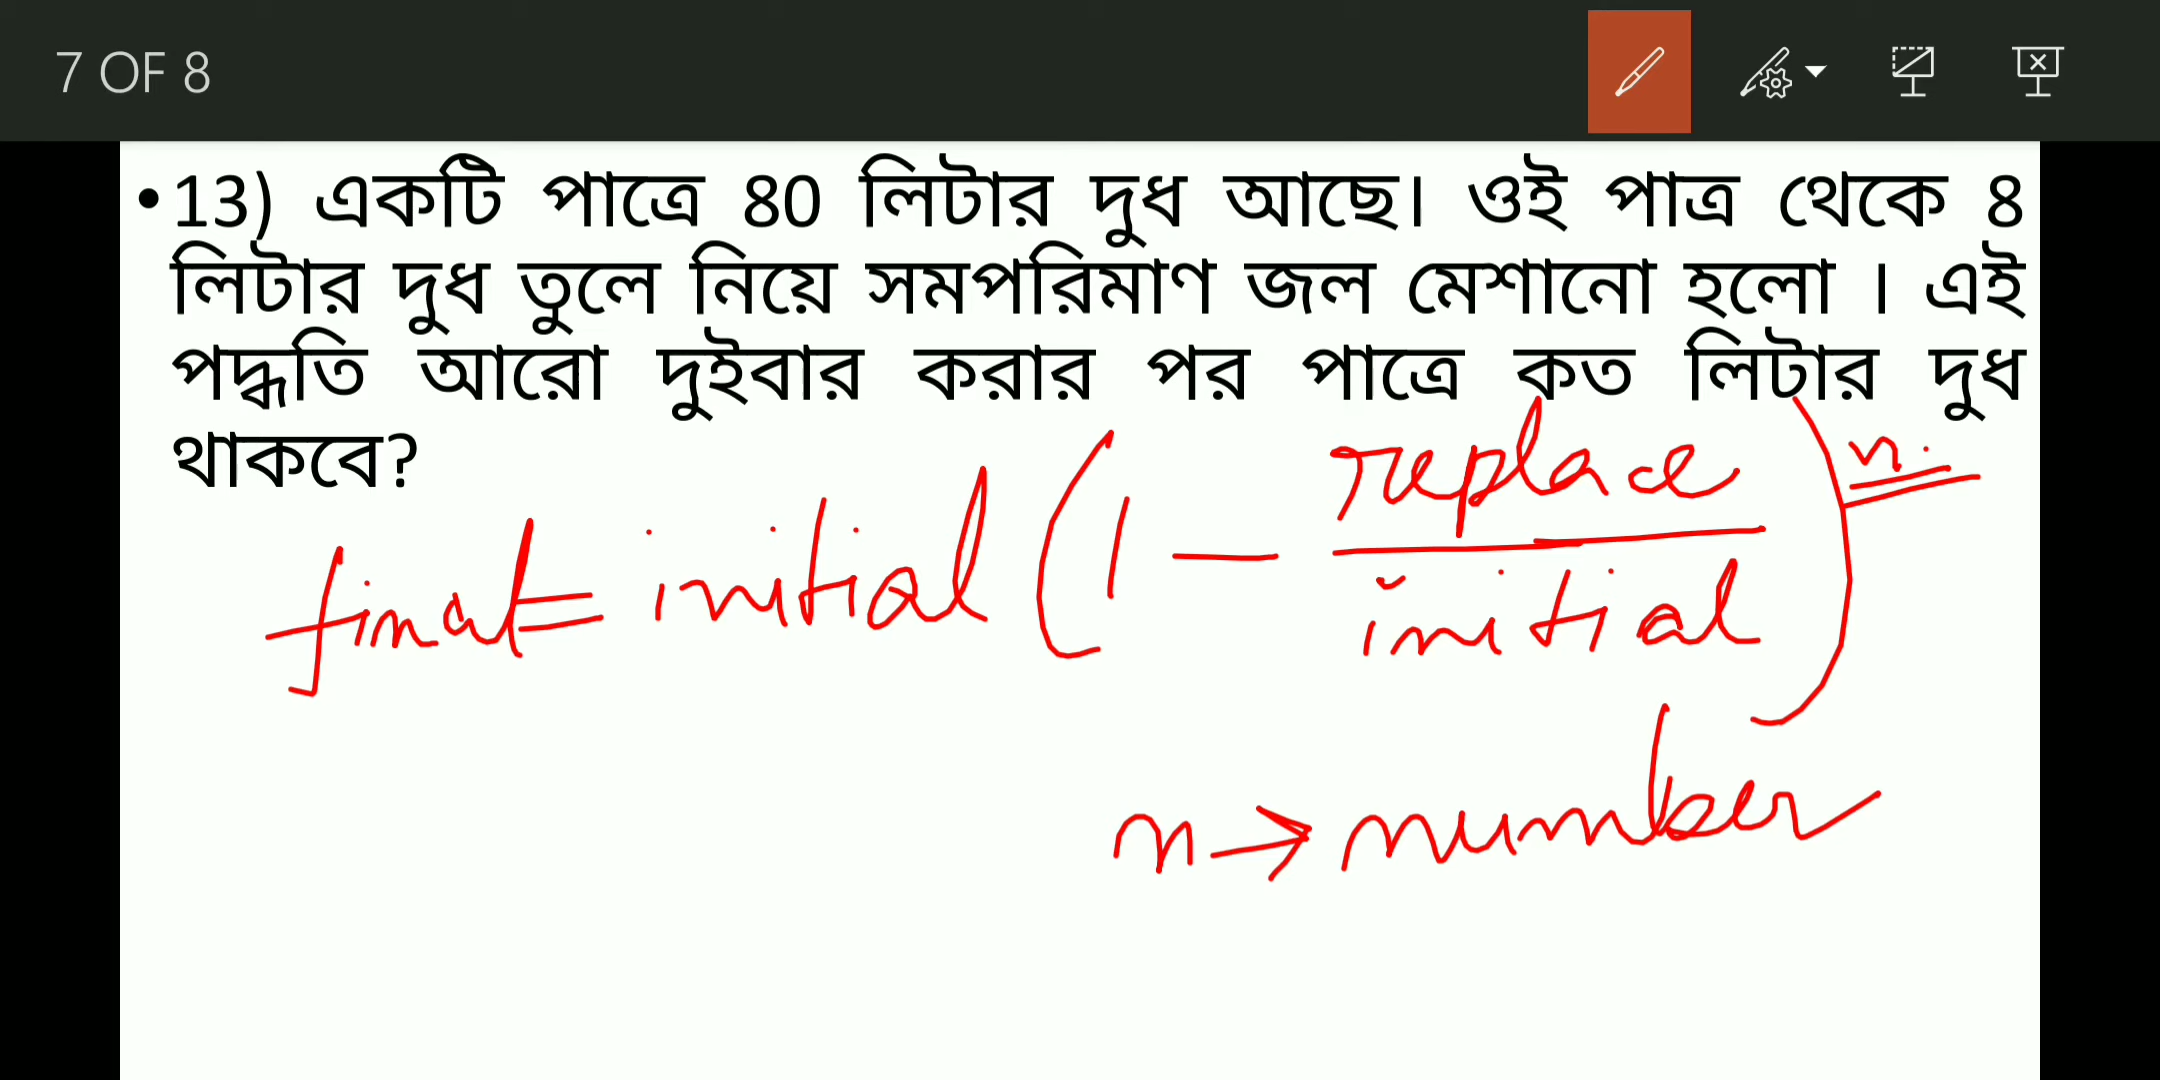 7 OF 8
•13) একটি পাত্রে 80 লিটার দুধ আছে। ওই পাত্র থেকে 8
লিটার দুধ তুলে নিয়ে সমপরিমাণ জল মেশানো হলো । এই
পদ্ধতি আরো দুইবার করার পর পাত্রে কত লিটার দুধ
থাকবে?
final = initial (1 - replace / initial)^n.
n → number